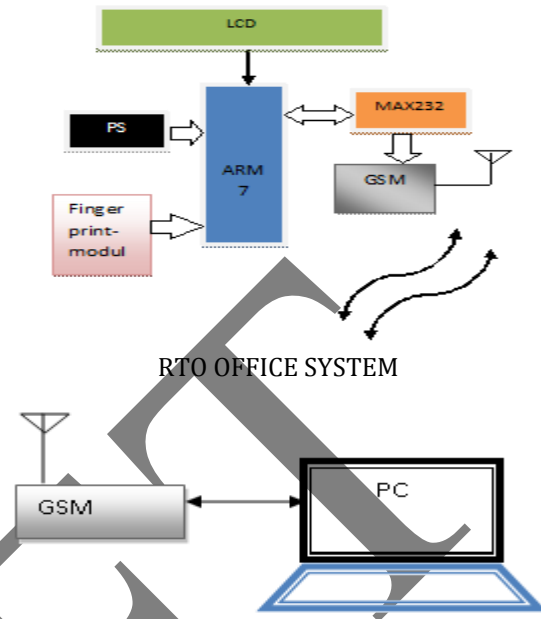 LCD
PS
ARM
7
MAX232
GSM
Finger
print-
modul
RTO OFFICE SYSTEM
GSM
PC